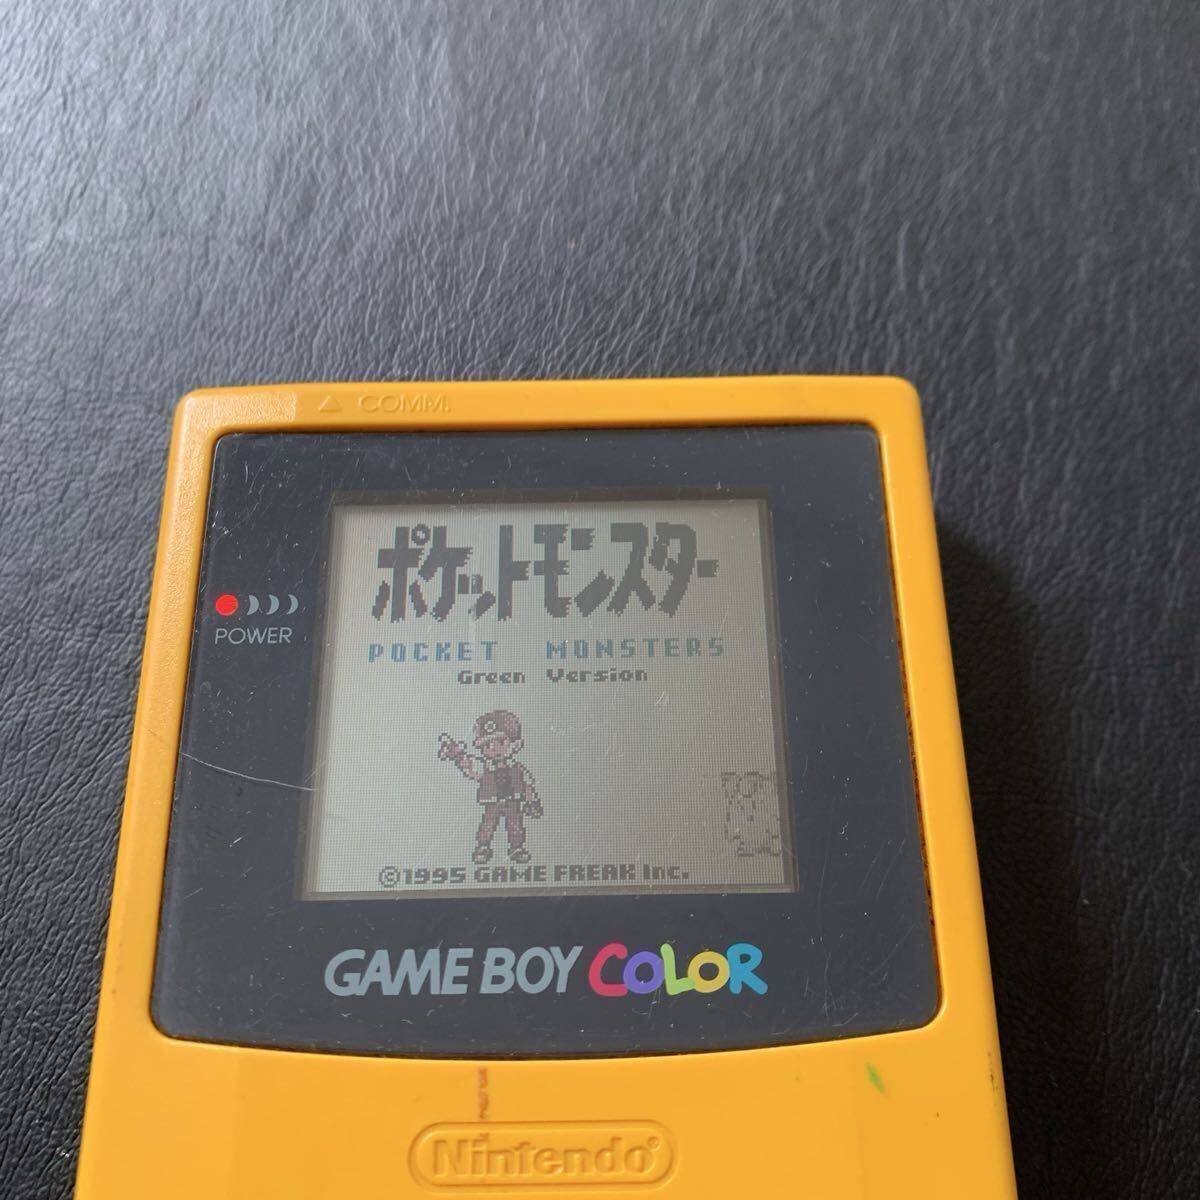 COMM.
ポケットモンスター
POCKET MONSTERS
Green Version
POWER
©1995 GAME FREAK Inc.
GAME BOY COLOR
Nintendo®